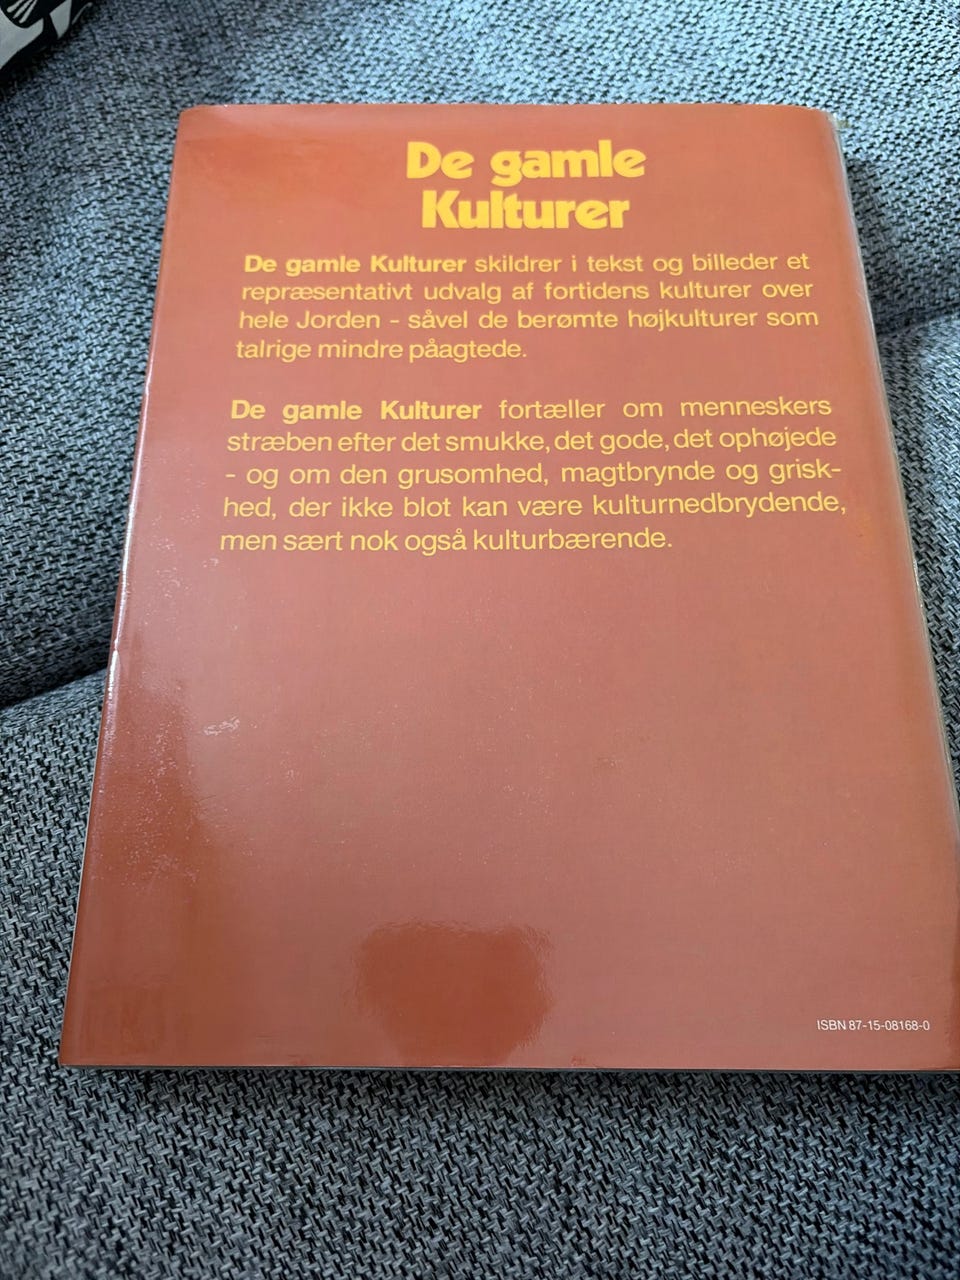 De gamle
Kulturer
De gamle Kulturer skildrer i tekst og billeder et
repræsentativt udvalg af fortidens kulturer over
hele Jorden - såvel de berømte højkulturer som
talrige mindre påagtede.
De gamle Kulturer fortæller om menneskers
stræben efter det smukke, det gode, det ophøjede
- og om den grusomhed, magtbrynde og grisk-
hed, der ikke blot kan være kulturnedbrydende,
men sært nok også kulturbærende.
ISBN 87-15-08168-0